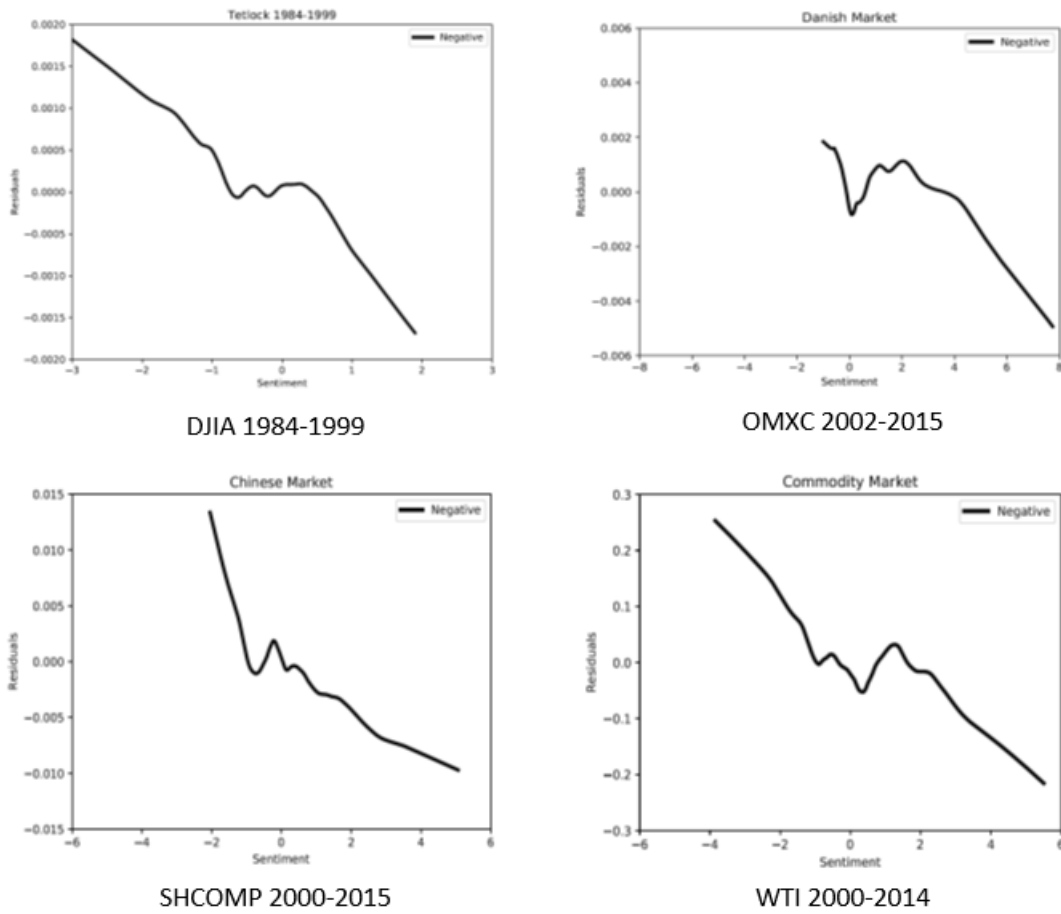 Tetlock 1984-1999
Negative
0.0020
0.0015
0.0010
0.0005
0.0000
−0.0005
−0.0010
−0.0015
−0.0020
Residuals
−3 −2 −1 0 1 2 3
Sentiment
DJIA 1984-1999
Danish Market
Negative
0.006
0.004
0.002
0.000
−0.002
−0.004
−0.006
Residuals
−8 −6 −4 −2 0 2 4 6 8
Sentiment
OMXC 2002-2015
Chinese Market
Negative
0.015
0.010
0.005
0.000
−0.005
−0.010
−0.015
Residuals
−6 −4 −2 0 2 4 6
Sentiment
SHCOMP 2000-2015
Commodity Market
Negative
0.3
0.2
0.1
0.0
−0.1
−0.2
−0.3
Residuals
−6 −4 −2 0 2 4 6
Sentiment
WTI 2000-2014